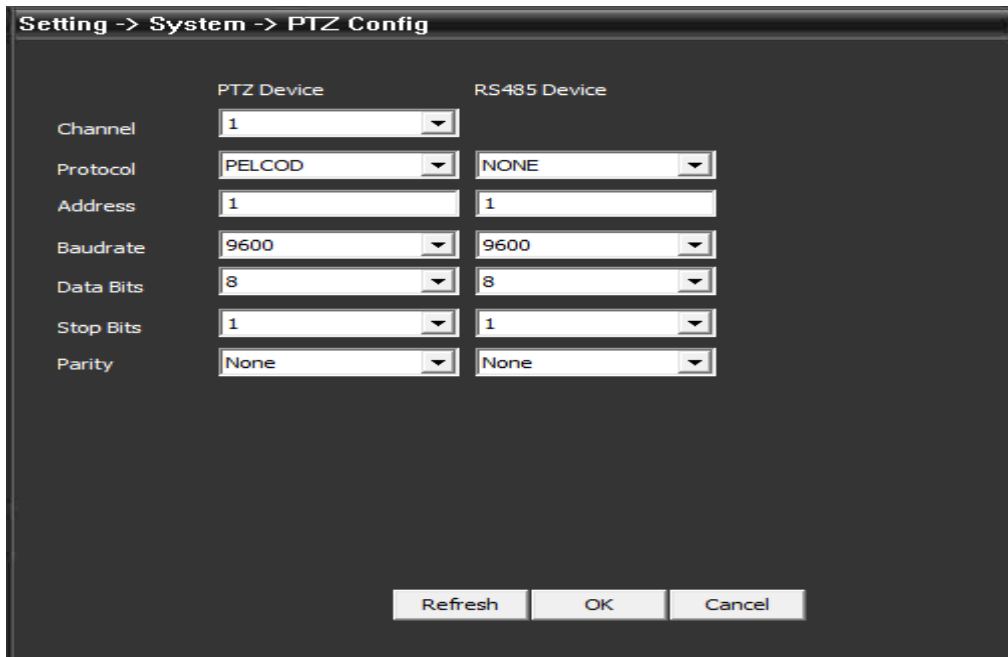 Setting -> System -> PTZ Config
PTZ Device RS485 Device
Channel 1
Protocol PELCOD NONE
Address 1 1
Baudrate 9600 9600
Data Bits 8 8
Stop Bits 1 1
Parity None None
Refresh OK Cancel